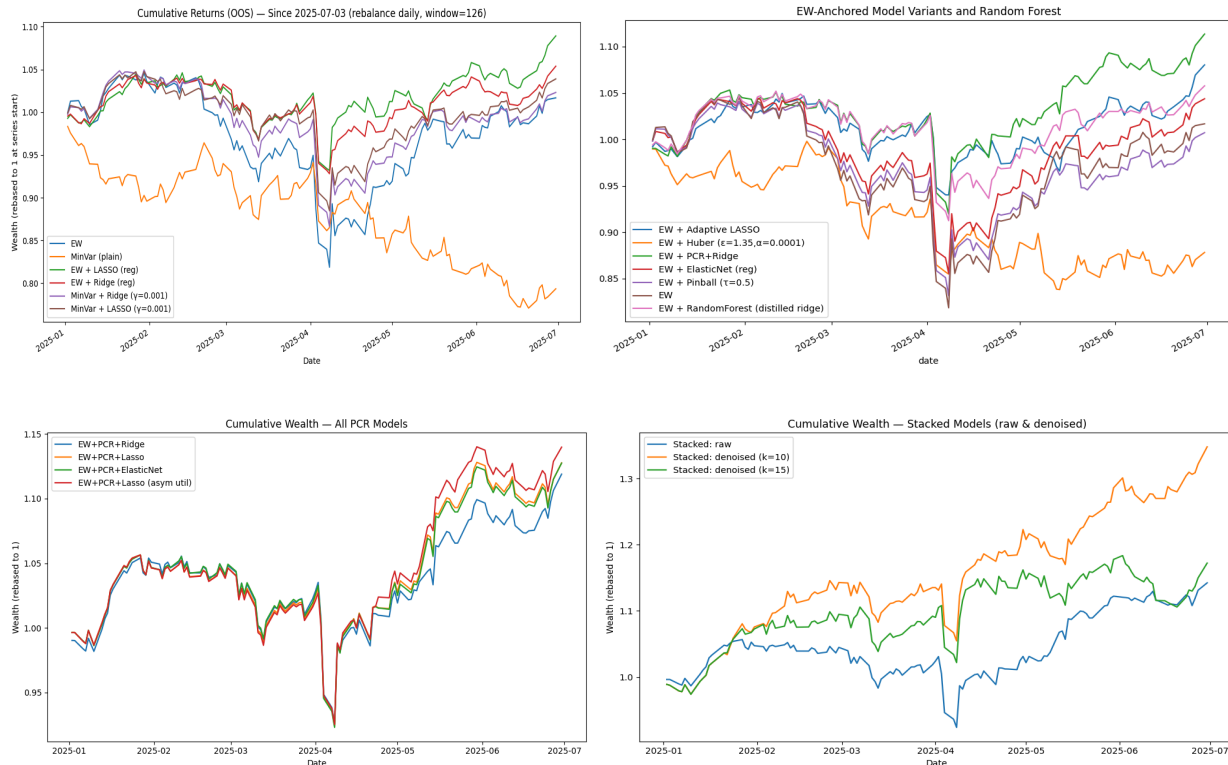 Cumulative Returns (OOS) — Since 2025-07-03 (rebalance daily, window=126)
Wealth (rebased to 1 at series start)
1.10
1.05
1.00
0.95
0.90
0.85
0.80
EW
MinVar (plain)
EW + LASSO (reg)
EW + Ridge (reg)
MinVar + Ridge (γ=0.001)
MinVar + LASSO (γ=0.001)
2025-01
2025-02
2025-03
2025-04
2025-05
2025-06
2025-07
Date
EW-Anchored Model Variants and Random Forest
Wealth (rebased to 1)
1.10
1.05
1.00
0.95
0.90
0.85
EW + Adaptive LASSO
EW + Huber (ε=1.35,α=0.0001)
EW + PCR+Ridge
EW + ElasticNet (reg)
EW + Pinball (τ=0.5)
EW
EW + RandomForest (distilled ridge)
2025-01
2025-02
2025-03
2025-04
2025-05
2025-06
2025-07
date
Cumulative Wealth — All PCR Models
Wealth (rebased to 1)
1.15
1.10
1.05
1.00
0.95
EW+PCR+Ridge
EW+PCR+Lasso
EW+PCR+ElasticNet
EW+PCR+Lasso (asym util)
2025-01
2025-02
2025-03
2025-04
2025-05
2025-06
2025-07
Date
Cumulative Wealth — Stacked Models (raw & denoised)
Wealth (rebased to 1)
1.3
1.2
1.1
1.0
Stacked: raw
Stacked: denoised (k=10)
Stacked: denoised (k=15)
2025-01
2025-02
2025-03
2025-04
2025-05
2025-06
2025-07
Date